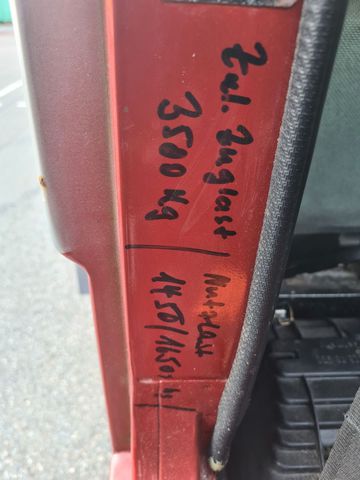 Zul. Zuglast / Nutzlast
3500 Kg / 1450/1650 kg /